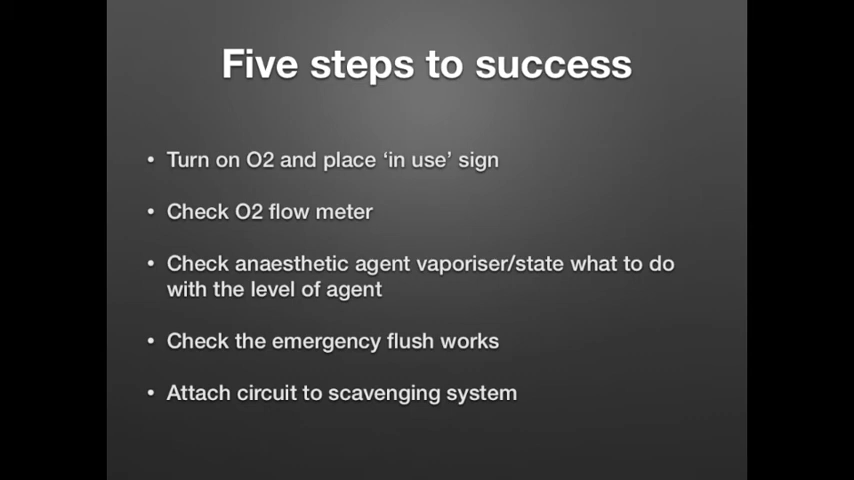 Five steps to success
• Turn on O2 and place ‘in use’ sign
• Check O2 flow meter
• Check anaesthetic agent vaporiser/state what to do
with the level of agent
• Check the emergency flush works
• Attach circuit to scavenging system